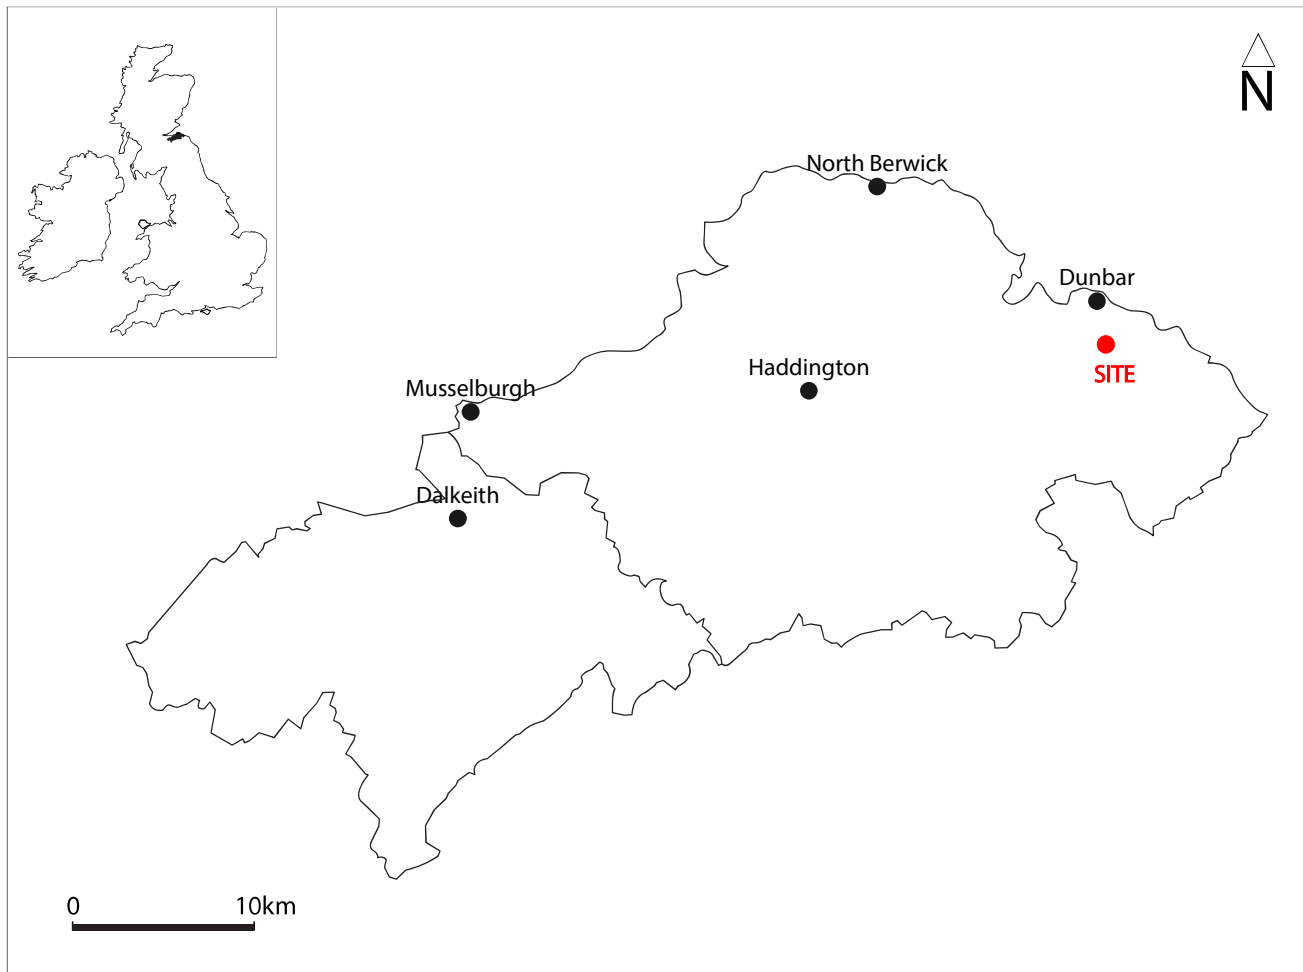 N
North Berwick
Dunbar
SITE
Haddington
Musselburgh
Dalkeith
0 10km